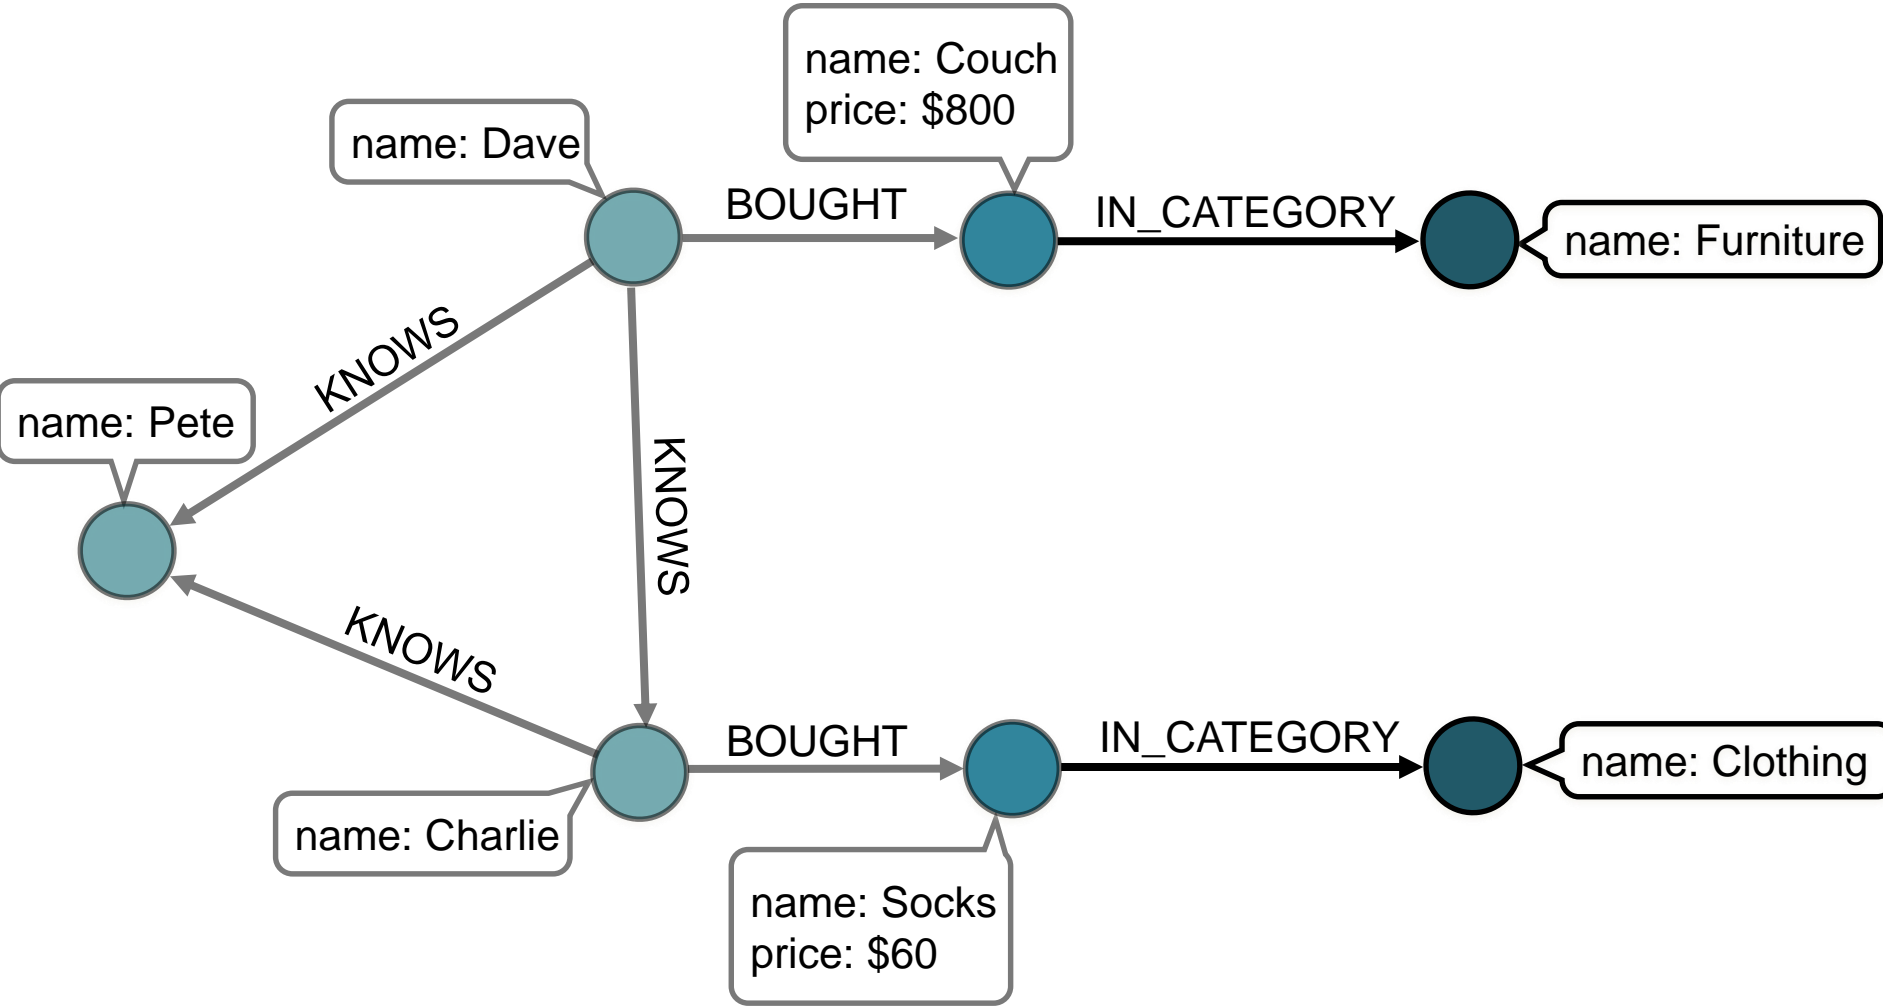 name: Couch
price: $800
name: Dave
BOUGHT
IN_CATEGORY
name: Furniture
KNOWS
name: Pete
KNOWS
KNOWS
BOUGHT
IN_CATEGORY
name: Clothing
name: Charlie
name: Socks
price: $60